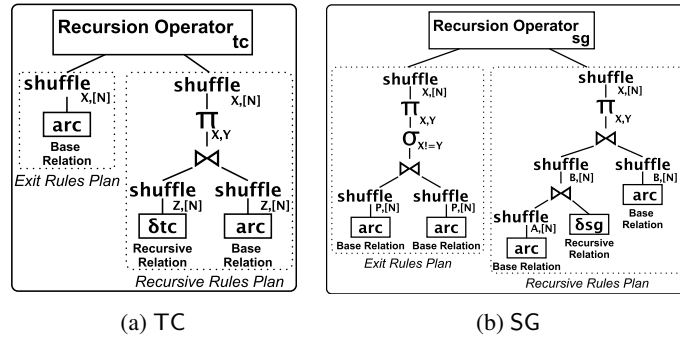 Recursion Operator tc
shuffle X,[N]
arc
Base
Relation
Exit Rules Plan
shuffle X,[N]
Π X,Y
⋈
shuffle Z,[N]
shuffle Z,[N]
δtc
arc
Recursive
Relation
Base
Relation
Recursive Rules Plan
(a) TC
Recursion Operator sg
shuffle X,[N]
Π X,Y
σ X!=Y
⋈
shuffle P,[N]
shuffle P,[N]
arc
arc
Base Relation
Base Relation
Exit Rules Plan
shuffle X,[N]
Π X,Y
⋈
shuffle B,[N]
shuffle B,[N]
⋈
arc
Base
Relation
shuffle A,[N]
δsg
arc
Recursive
Relation
Base Relation
Recursive Rules Plan
(b) SG